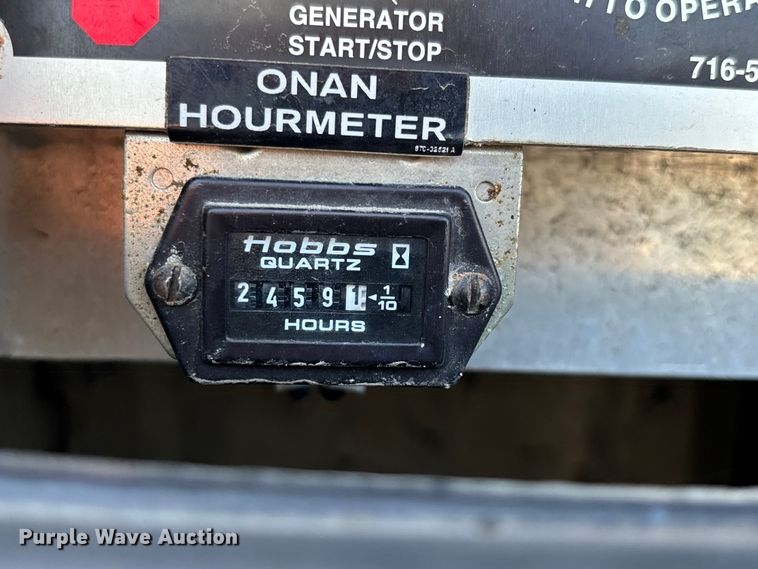 GENERATOR
START/STOP
TO OPERA
716-5
ONAN
HOURMETER
Hobbs
QUARTZ
2 4 5 9 1 ◄ 1/10
HOURS
Purple Wave Auction